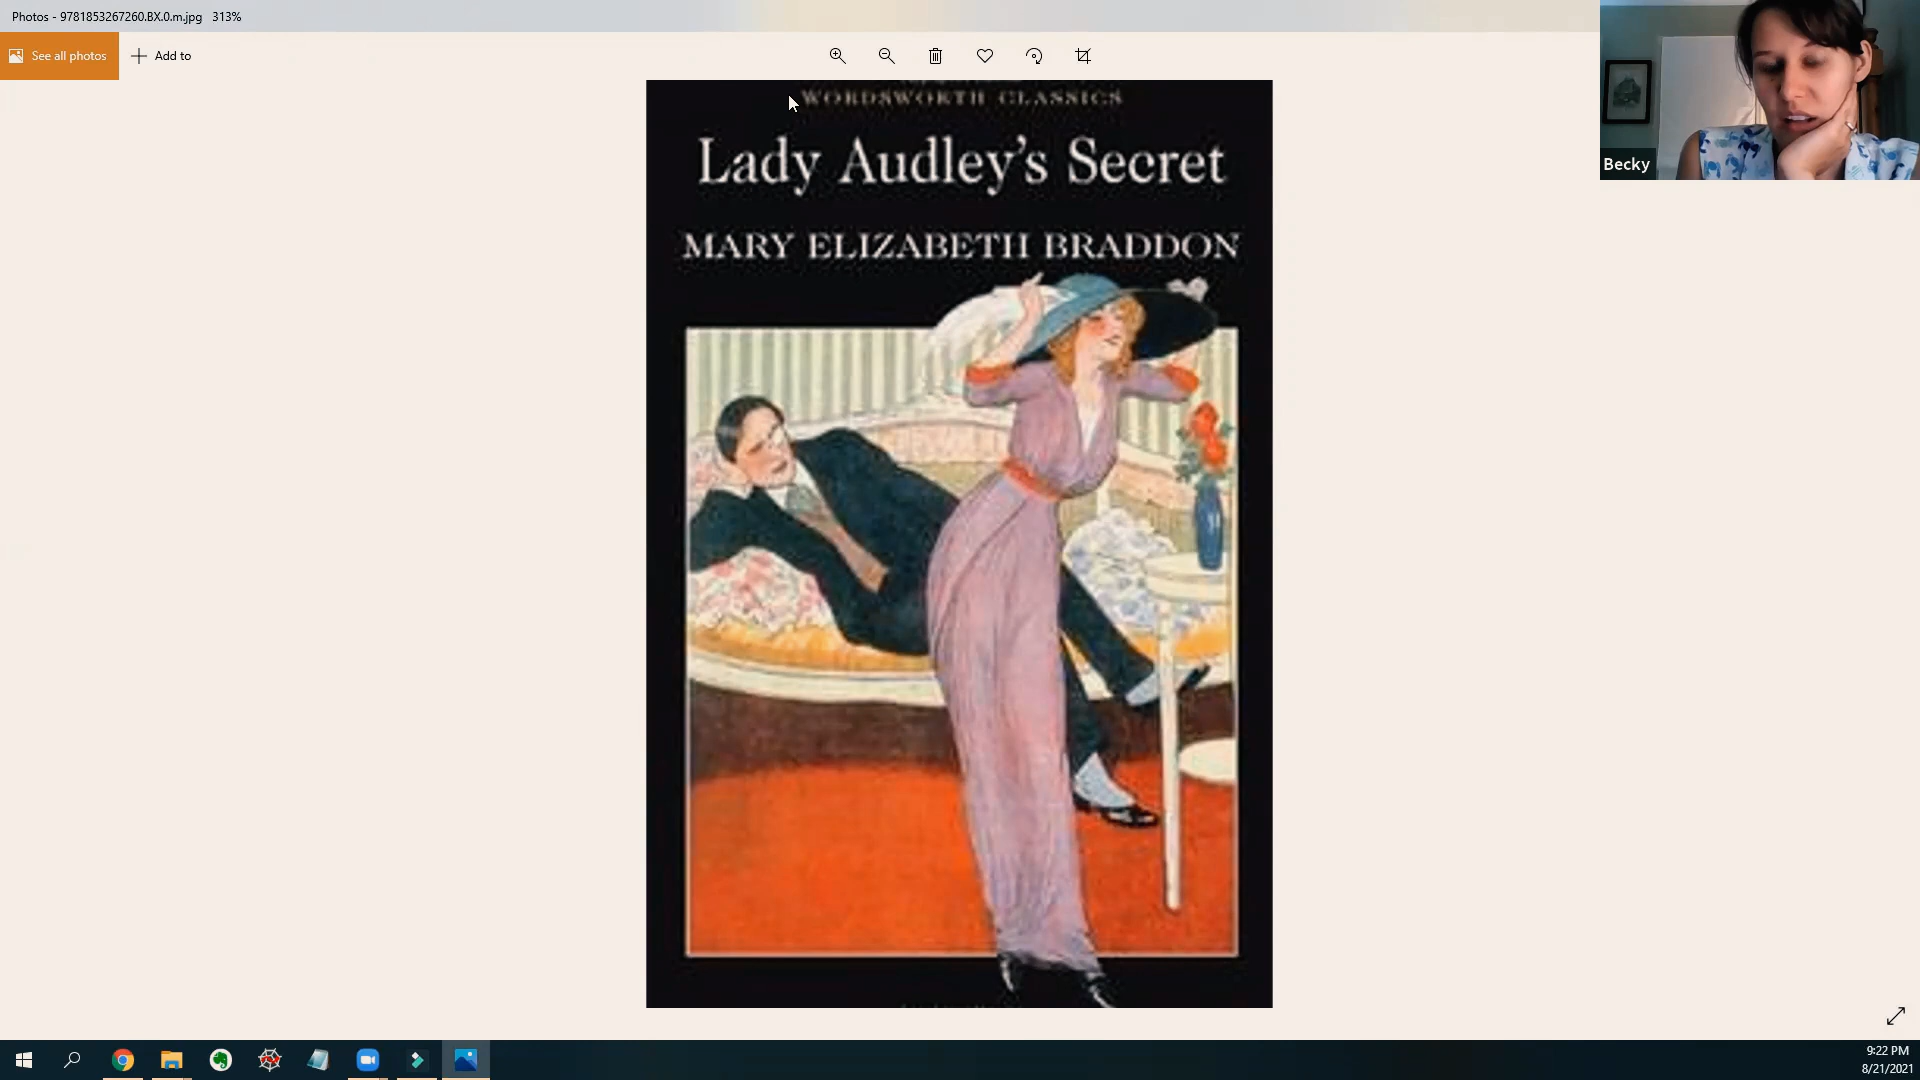 Photos - 9781853267260.BX.0.m.jpg 313%
See all photos
Add to
WORDSWORTH CLASSICS
Lady Audley's Secret
MARY ELIZABETH BRADDON
Becky
9:22 PM
8/21/2021